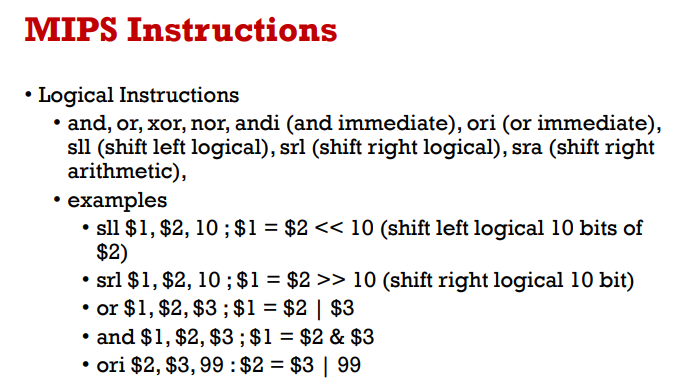 MIPS Instructions
• Logical Instructions
• and, or, xor, nor, andi (and immediate), ori (or immediate),
sll (shift left logical), srl (shift right logical), sra (shift right
arithmetic),
• examples
• sll $1, $2, 10 ; $1 = $2 << 10 (shift left logical 10 bits of
$2)
• srl $1, $2, 10 ; $1 = $2 >> 10 (shift right logical 10 bit)
• or $1, $2, $3 ; $1 = $2 | $3
• and $1, $2, $3 ; $1 = $2 & $3
• ori $2, $3, 99 : $2 = $3 | 99